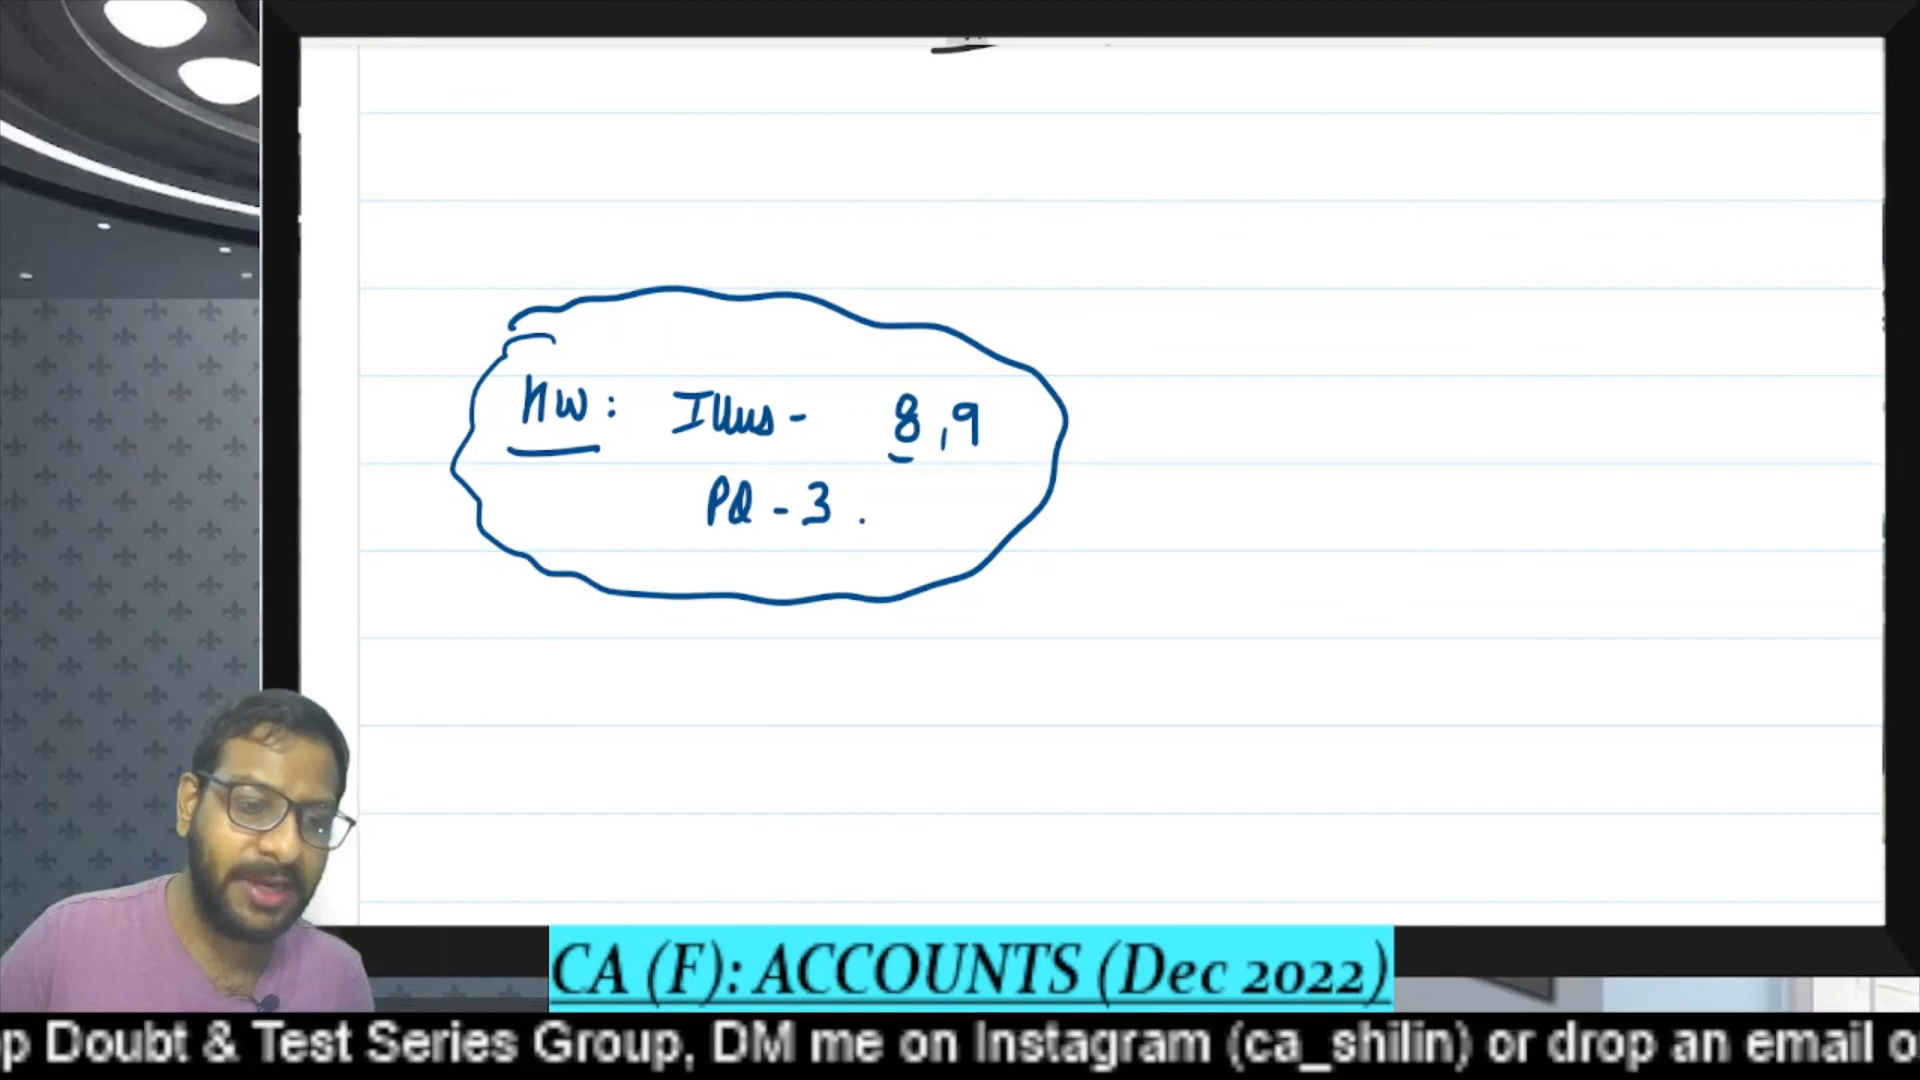 HW: Illus- 8,9
PQ-3.
CA (F): ACCOUNTS (Dec 2022)
p Doubt & Test Series Group, DM me on Instagram (ca_shilin) or drop an email o